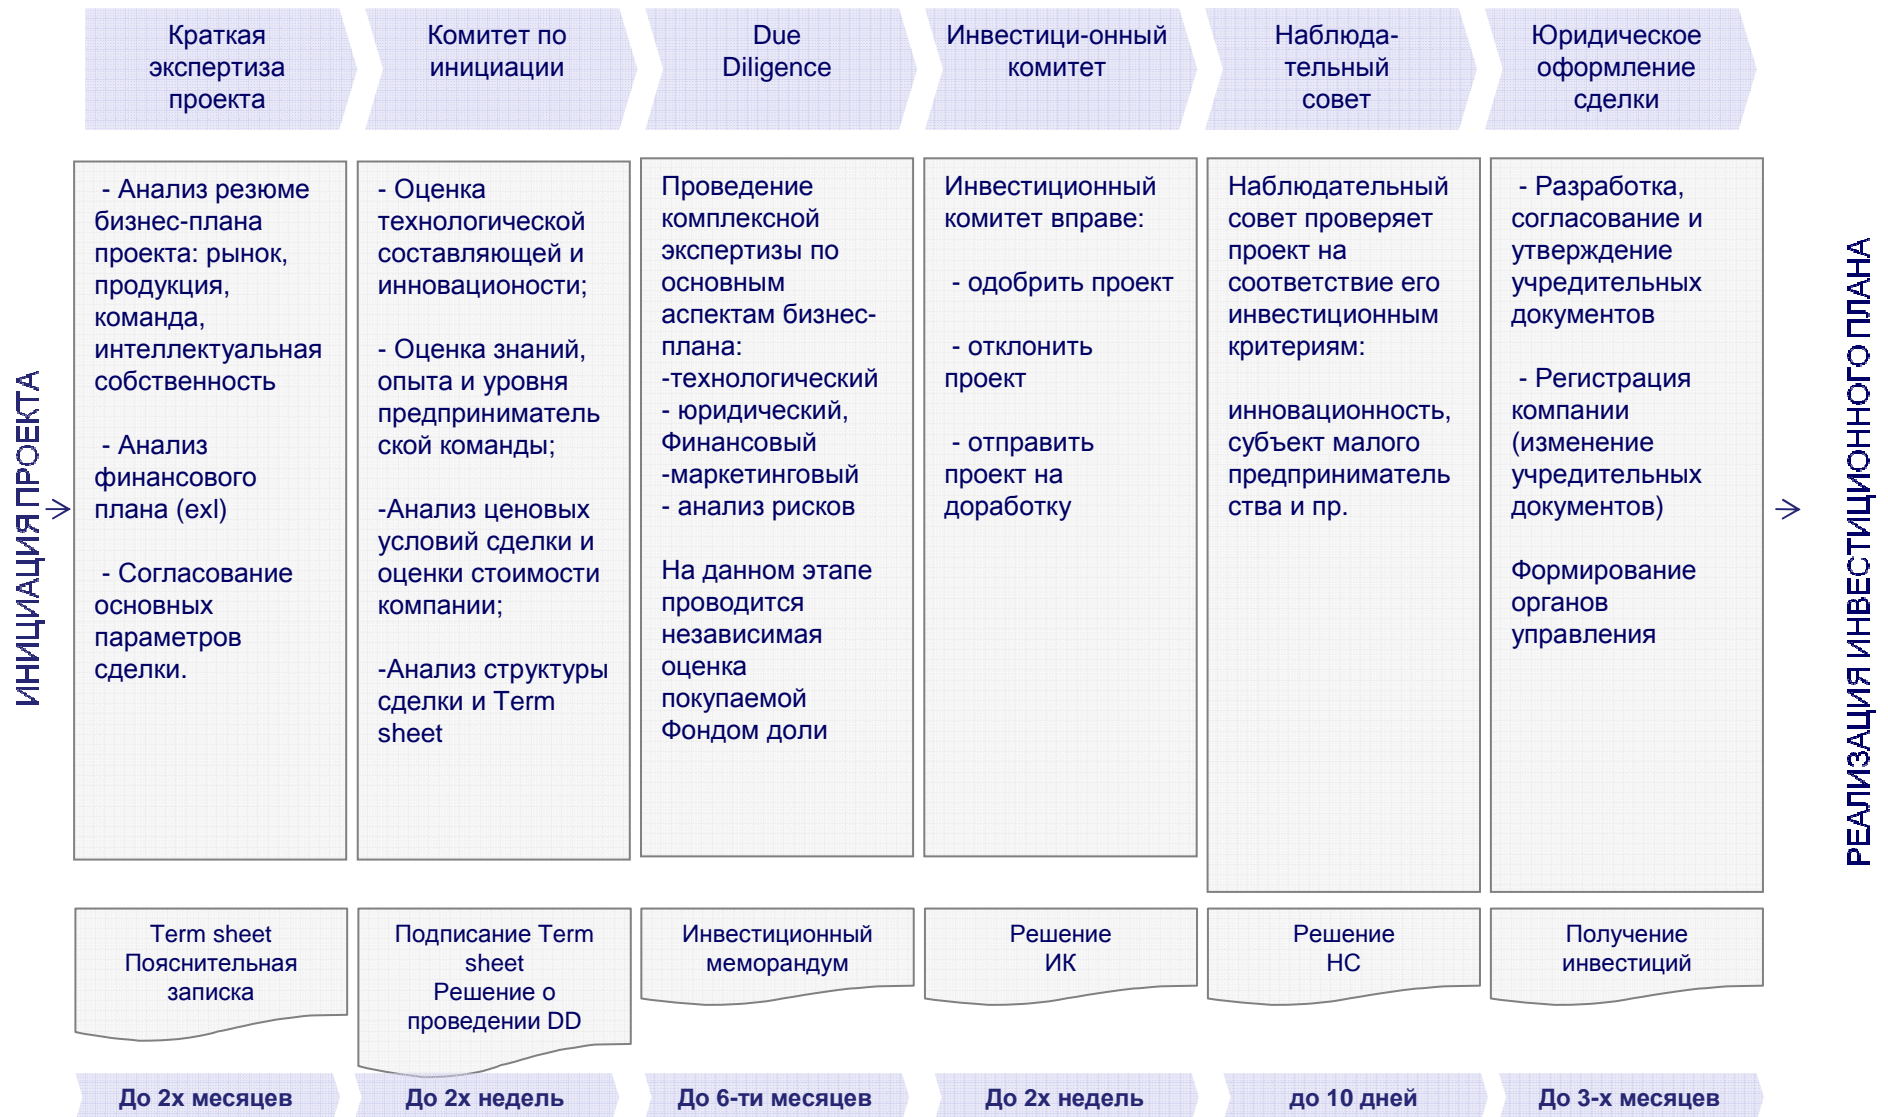 Краткая
экспертиза
проекта
Комитет по
инициации
Due
Diligence
Инвестици-онный
комитет
Наблюда-
тельный
совет
Юридическое
оформление
сделки
ИНИЦИАЦИЯ ПРОЕКТА
- Анализ резюме
бизнес-плана
проекта: рынок,
продукция,
команда,
интеллектуальная
собственность
- Анализ
финансового
плана (exl)
- Согласование
основных
параметров
сделки.
- Оценка
технологической
составляющей и
инновационости;
- Оценка знаний,
опыта и уровня
предприниматель
ской команды;
-Анализ ценовых
условий сделки и
оценки стоимости
компании;
-Анализ структуры
сделки и Term
sheet
Проведение
комплексной
экспертизы по
основным
аспектам бизнес-
плана:
-технологический
- юридический,
Финансовый
-маркетинговый
- анализ рисков
На данном этапе
проводится
независимая
оценка
покупаемой
Фондом доли
Инвестиционный
комитет вправе:
- одобрить проект
- отклонить
проект
- отправить
проект на
доработку
Наблюдательный
совет проверяет
проект на
соответствие его
инвестиционным
критериям:
инновационность,
субъект малого
предприниматель
ства и пр.
- Разработка,
согласование и
утверждение
учредительных
документов
- Регистрация
компании
(изменение
учредительных
документов)
Формирование
органов
управления
РЕАЛИЗАЦИЯ ИНВЕСТИЦИОННОГО ПЛАНА
Term sheet
Пояснительная
записка
Подписание Term
sheet
Решение о
проведении DD
Инвестиционный
меморандум
Решение
ИК
Решение
НС
Получение
инвестиций
До 2х месяцев
До 2х недель
До 6-ти месяцев
До 2х недель
до 10 дней
До 3-х месяцев